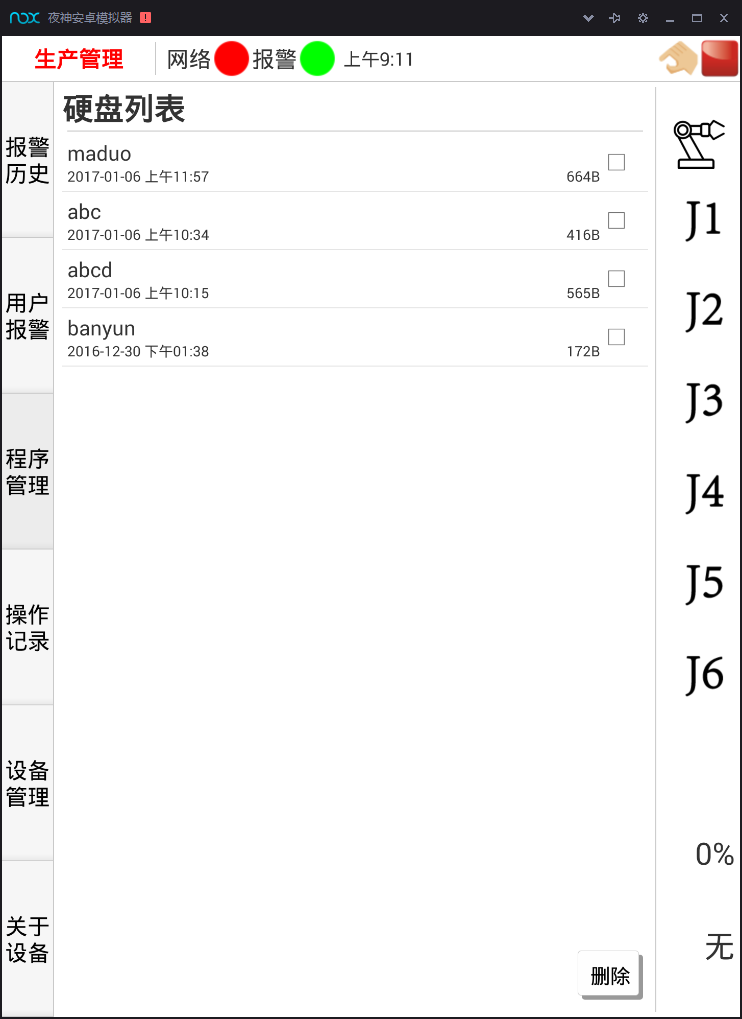 nox 夜神安卓模拟器
生产管理 网络 报警 上午9:11
报警
历史
用户
报警
程序
管理
操作
记录
设备
管理
关于
设备
硬盘列表
maduo
2017-01-06 上午11:57 664B
abc
2017-01-06 上午10:34 416B
abcd
2017-01-06 上午10:15 565B
banyun
2016-12-30 下午01:38 172B
删除
J1
J2
J3
J4
J5
J6
0%
无